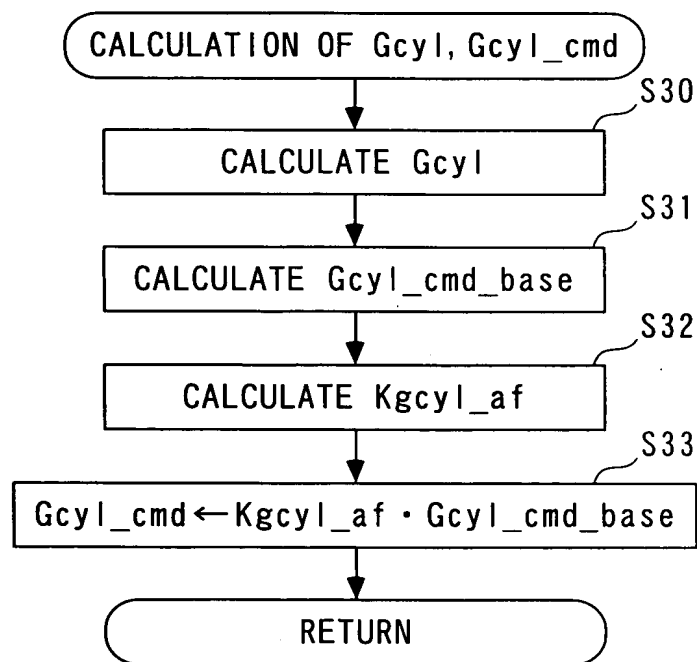 CALCULATION OF Gcyl, Gcyl_cmd
S30
CALCULATE Gcyl
S31
CALCULATE Gcyl_cmd_base
S32
CALCULATE Kgcyl_af
S33
Gcyl_cmd←Kgcyl_af・Gcyl_cmd_base
RETURN